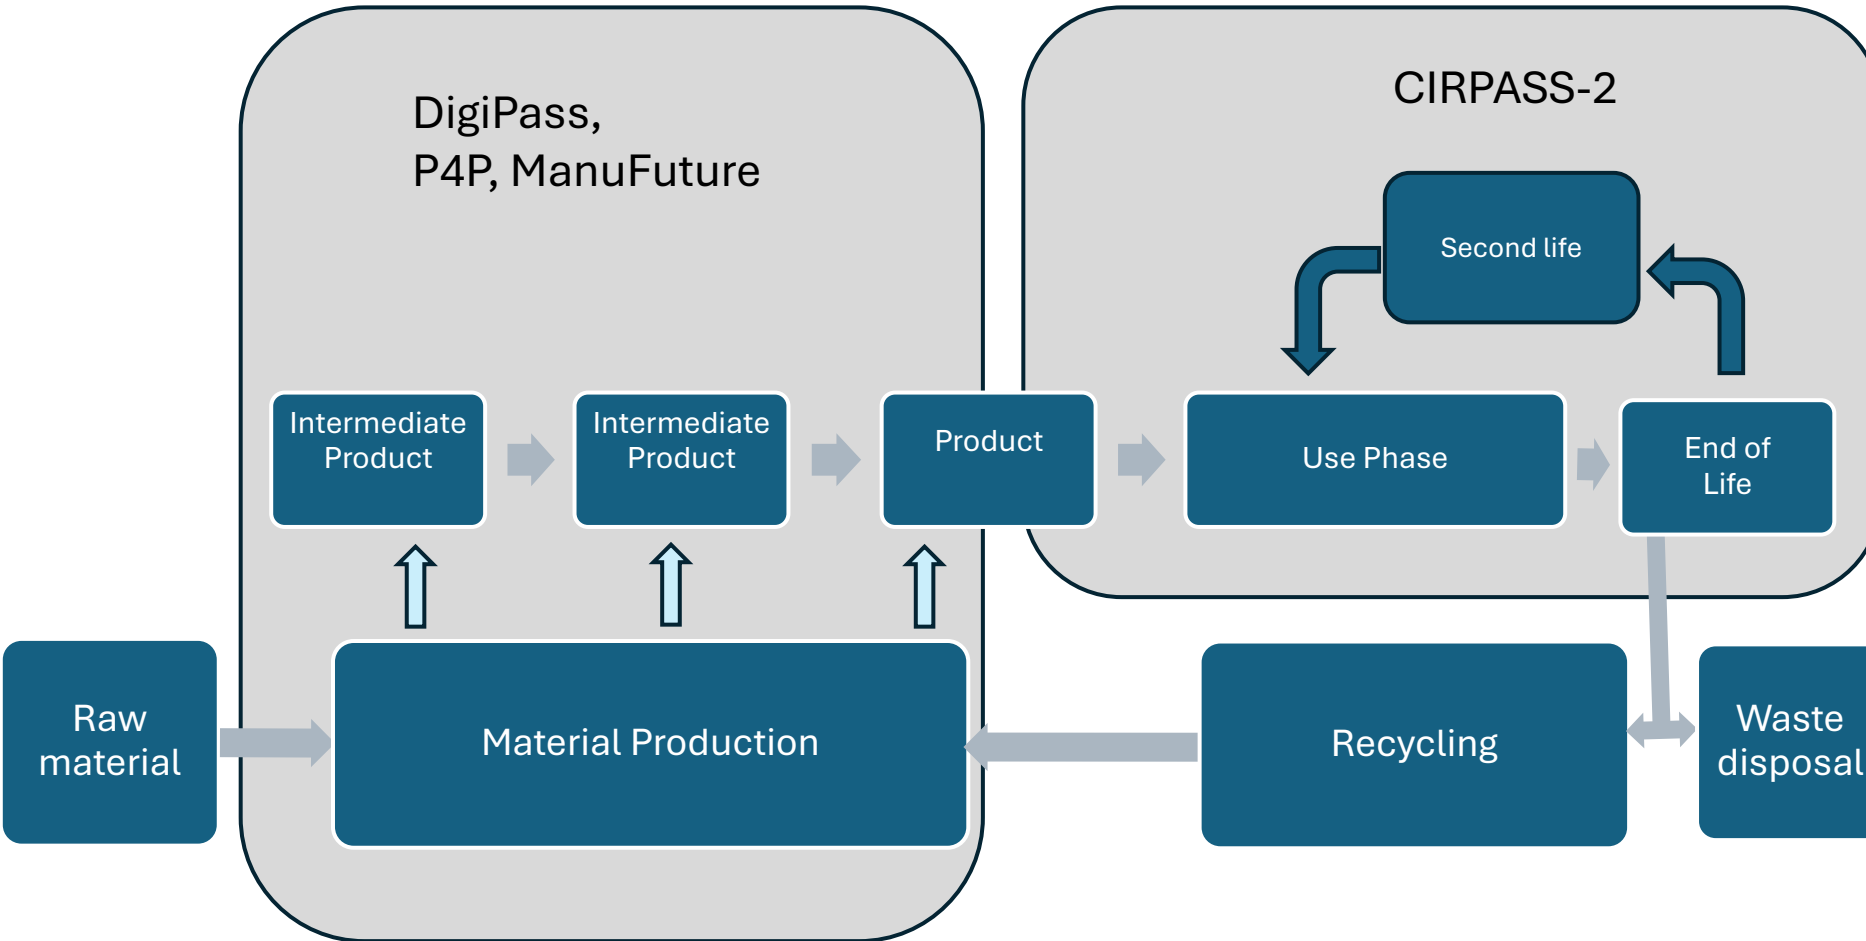 DigiPass,
P4P, ManuFuture
CIRPASS-2
Second life
Intermediate
Product
Intermediate
Product
Product
Use Phase
End of
Life
Raw
material
Material Production
Recycling
Waste
disposal